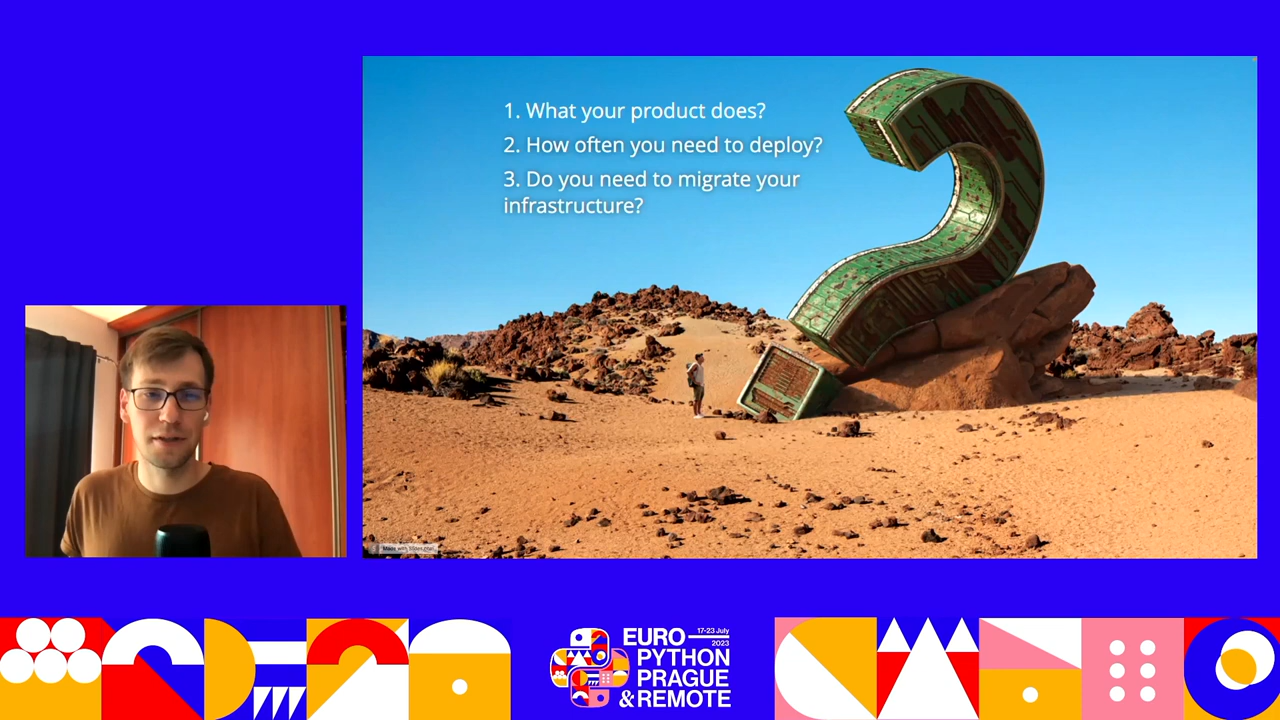 1. What your product does?
2. How often you need to deploy?
3. Do you need to migrate your
infrastructure?
EURO
17-23 July
2023
PYTHON
PRAGUE
& REMOTE